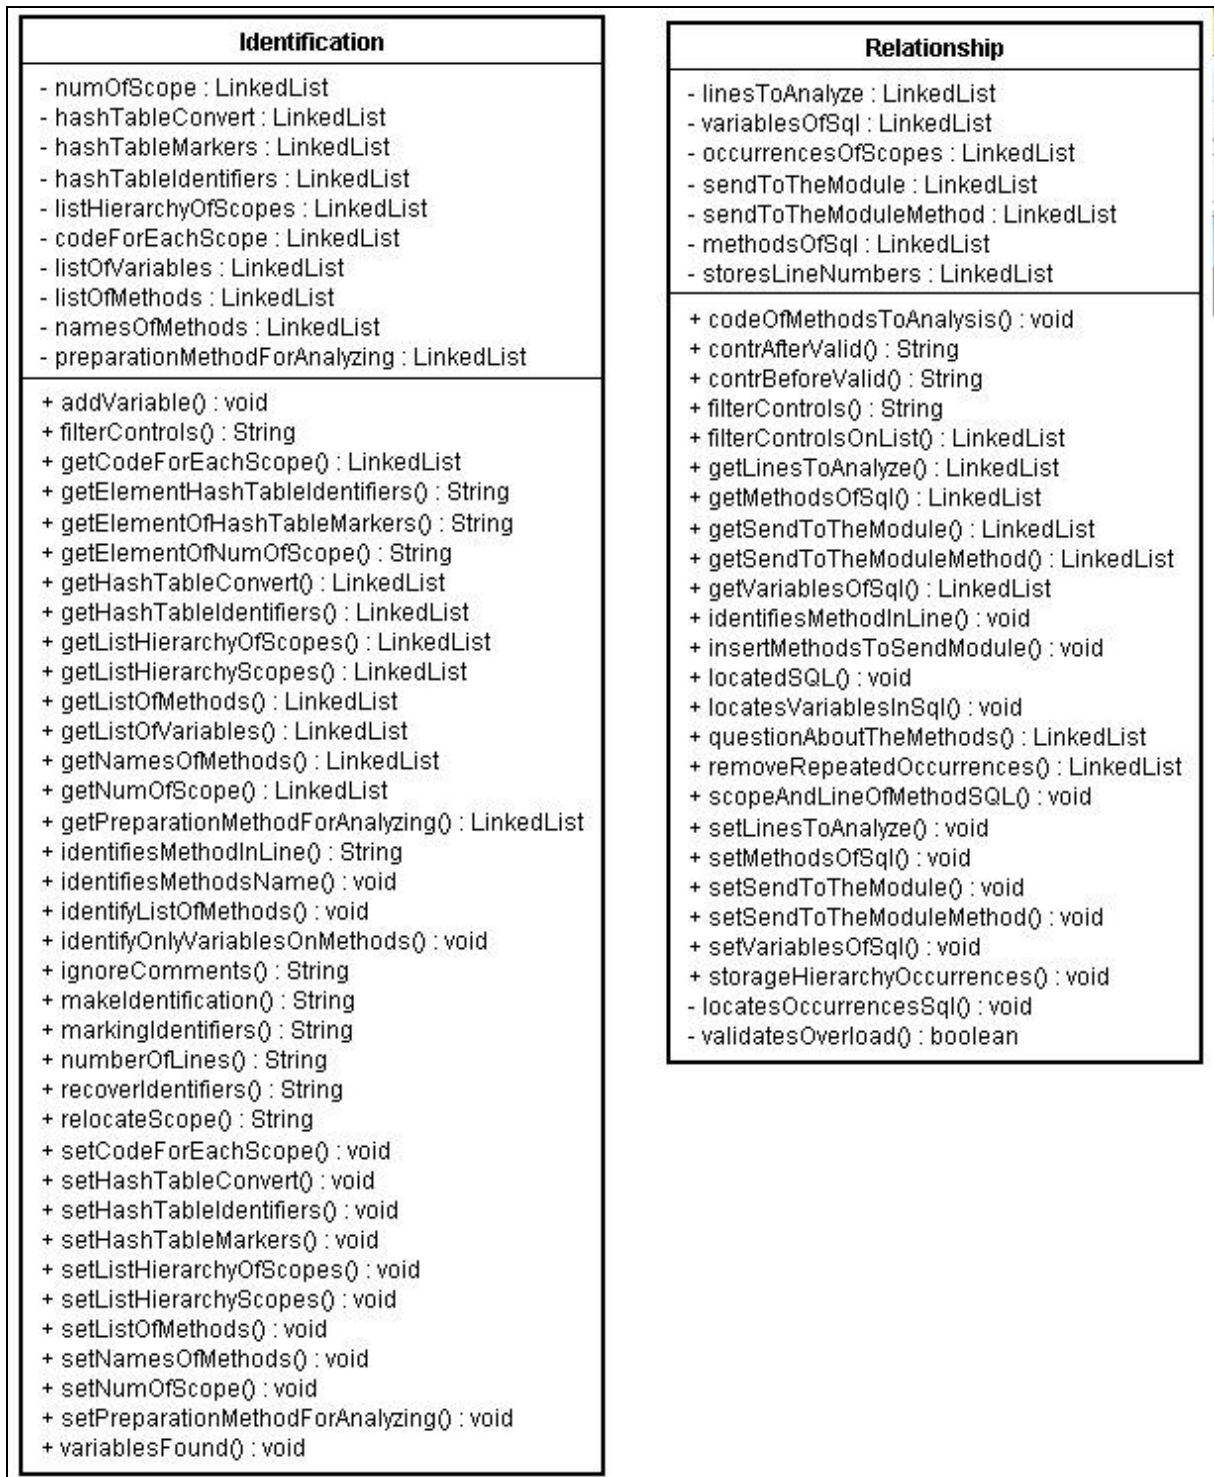 Identification
- numOfScope : LinkedList
- hashTableConvert : LinkedList
- hashTableMarkers : LinkedList
- hashTableIdentifiers : LinkedList
- listHierarchyOfScopes : LinkedList
- codeForEachScope : LinkedList
- listOfVariables : LinkedList
- listOfMethods : LinkedList
- namesOfMethods : LinkedList
- preparationMethodForAnalyzing : LinkedList
+ addVariable() : void
+ filterControls() : String
+ getCodeForEachScope() : LinkedList
+ getElementHashTableIdentifiers() : String
+ getElementOfHashTableMarkers() : String
+ getElementOfNumOfScope() : String
+ getHashTableConvert() : LinkedList
+ getHashTableIdentifiers() : LinkedList
+ getListHierarchyOfScopes() : LinkedList
+ getListHierarchyScopes() : LinkedList
+ getListOfMethods() : LinkedList
+ getListOfVariables() : LinkedList
+ getNamesOfMethods() : LinkedList
+ getNumOfScope() : LinkedList
+ getPreparationMethodForAnalyzing() : LinkedList
+ identifiesMethodInLine() : String
+ identifiesMethodsName() : void
+ identifyListOfMethods() : void
+ identifyOnlyVariablesOnMethods() : void
+ ignoreComments() : String
+ makeIdentification() : String
+ markingIdentifiers() : String
+ numberOfLines() : String
+ recoverIdentifiers() : String
+ relocateScope() : String
+ setCodeForEachScope() : void
+ setHashTableConvert() : void
+ setHashTableIdentifiers() : void
+ setHashTableMarkers() : void
+ setListHierarchyOfScopes() : void
+ setListHierarchyScopes() : void
+ setListOfMethods() : void
+ setNamesOfMethods() : void
+ setNumOfScope() : void
+ setPreparationMethodForAnalyzing() : void
+ variablesFound() : void
Relationship
- linesToAnalyze : LinkedList
- variablesOfSql : LinkedList
- occurrencesOfScopes : LinkedList
- sendToTheModule : LinkedList
- sendToTheModuleMethod : LinkedList
- methodsOfSql : LinkedList
- storesLineNumbers : LinkedList
+ codeOfMethodsToAnalysis() : void
+ contrAfterValid() : String
+ contrBeforeValid() : String
+ filterControls() : String
+ filterControlsOnList() : LinkedList
+ getLinesToAnalyze() : LinkedList
+ getMethodsOfSql() : LinkedList
+ getSendToTheModule() : LinkedList
+ getSendToTheModuleMethod() : LinkedList
+ getVariablesOfSql() : LinkedList
+ identifiesMethodInLine() : void
+ insertMethodsToSendModule() : void
+ locatedSQL() : void
+ locatesVariablesInSql() : void
+ questionAboutTheMethods() : LinkedList
+ removeRepeatedOccurrences() : LinkedList
+ scopeAndLineOfMethodSQL() : void
+ setLinesToAnalyze() : void
+ setMethodsOfSql() : void
+ setSendToTheModule() : void
+ setSendToTheModuleMethod() : void
+ setVariablesOfSql() : void
+ storageHierarchyOccurrences() : void
- locatesOccurrencesSql() : void
- validatesOverload() : boolean